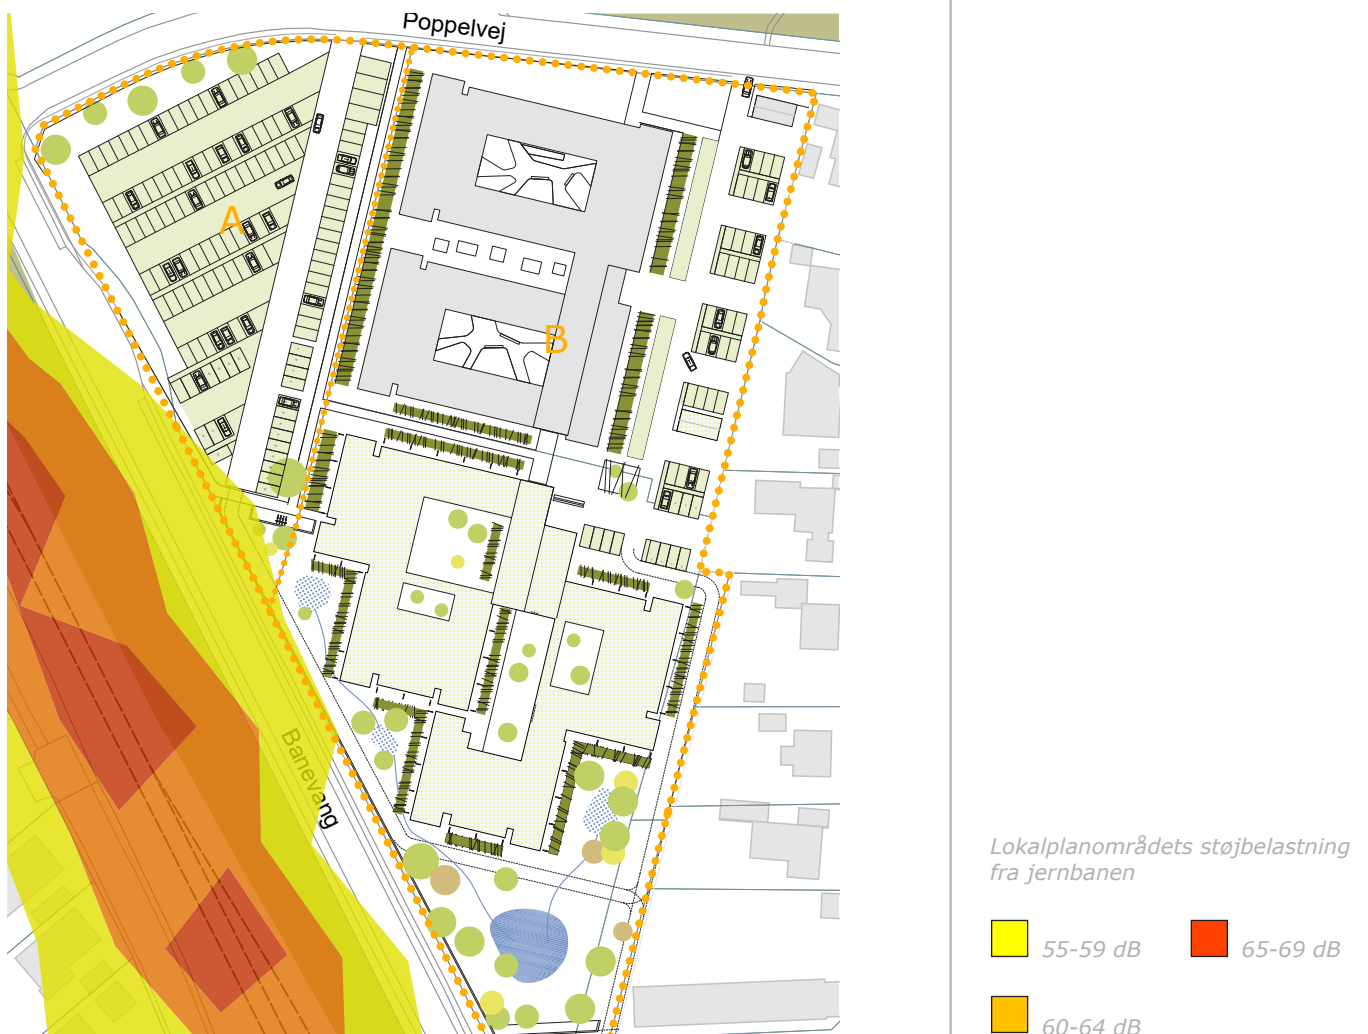 Poppelvej
A
B
Banevang
Lokalplanområdets støjbelastning
fra jernbanen
55-59 dB
65-69 dB
60-64 dB